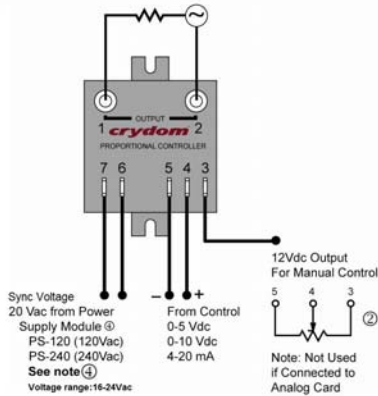 OUTPUT
1 crydom 2
PROPORTIONAL CONTROLLER
7 6 5 4 3
Sync Voltage
20 Vac from Power
Supply Module ④
PS-120 (120Vac)
PS-240 (240Vac)
See note④
Voltage range:16-24Vac
− +
From Control
0-5 Vdc
0-10 Vdc
4-20 mA
12Vdc Output
For Manual Control
5 4 3
②
Note: Not Used
if Connected to
Analog Card